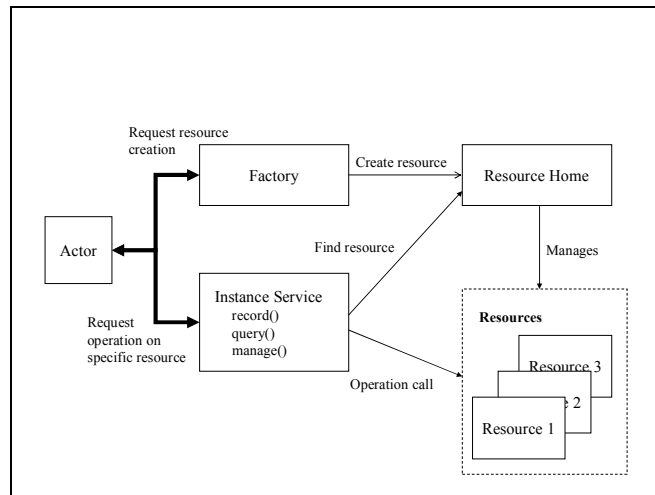 Request resource
creation
Factory
Create resource
Resource Home
Actor
Find resource
Manages
Instance Service
record()
query()
manage()
Request
operation on
specific resource
Operation call
Resources
Resource 3
e 2
Resource 1